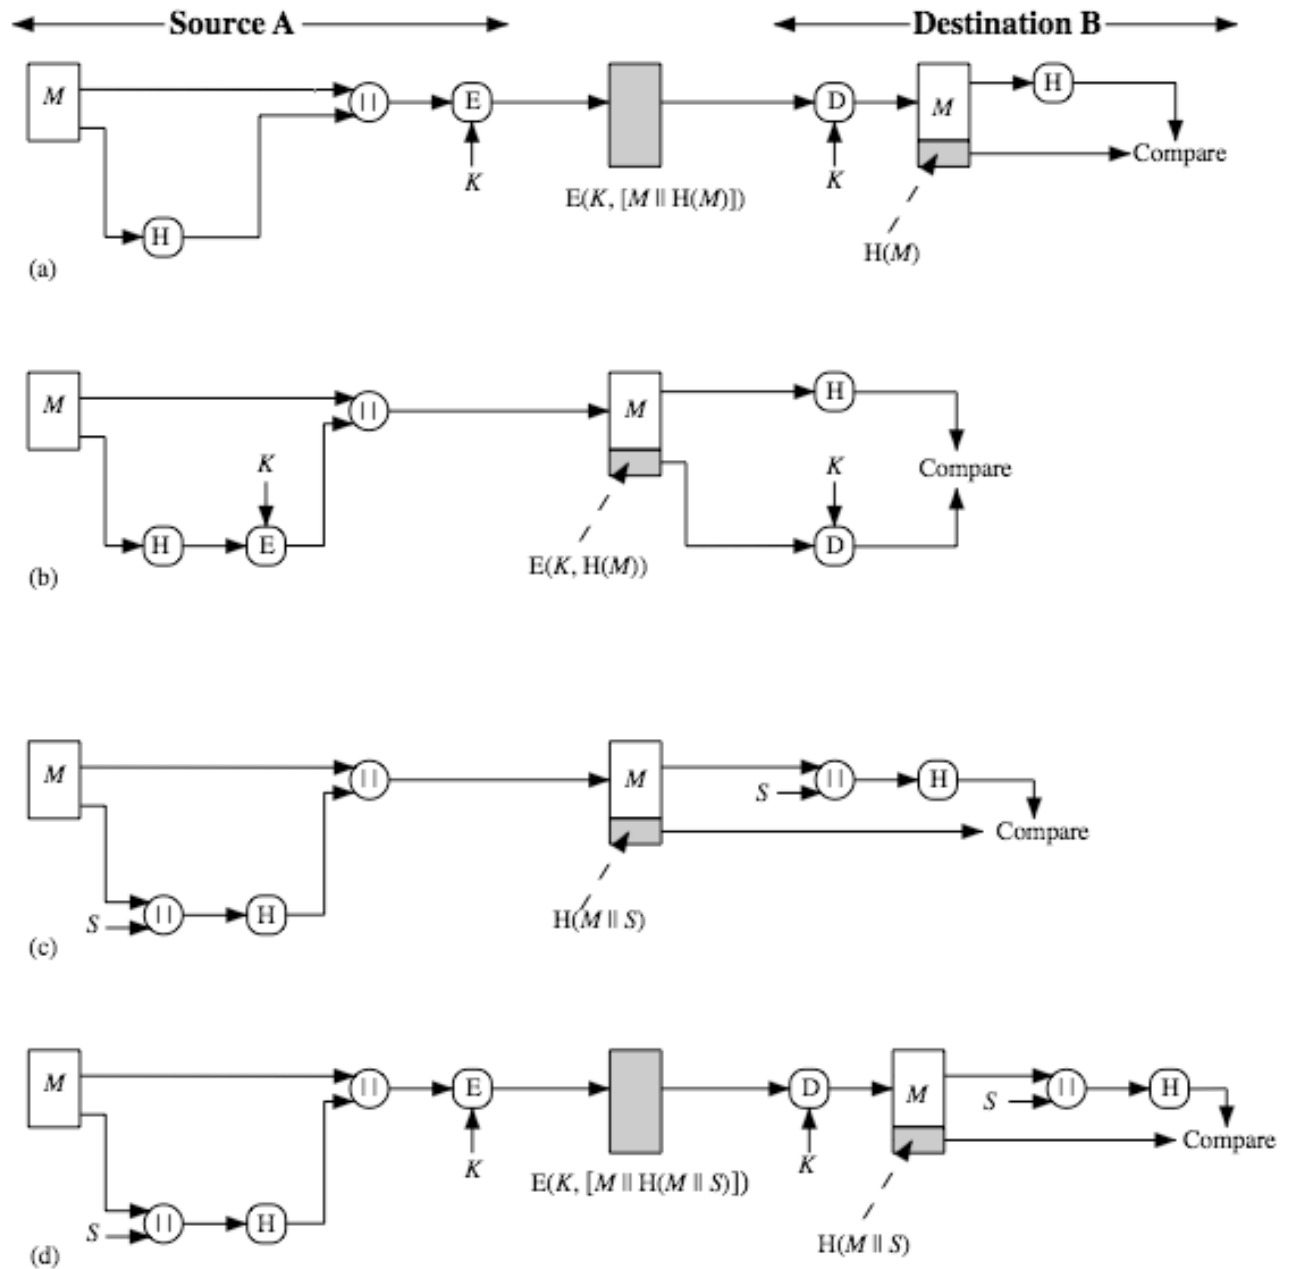 Source A Destination B
M || E D M H
K K Compare
E(K, [M || H(M)])
H H(M)
(a)
M || M H
K K Compare
H E D
E(K, H(M))
(b)
M || M S || H
Compare
S || H H(M || S)
(c)
M || E D M S || H
K K Compare
E(K, [M || H(M || S)])
S || H H(M || S)
(d)